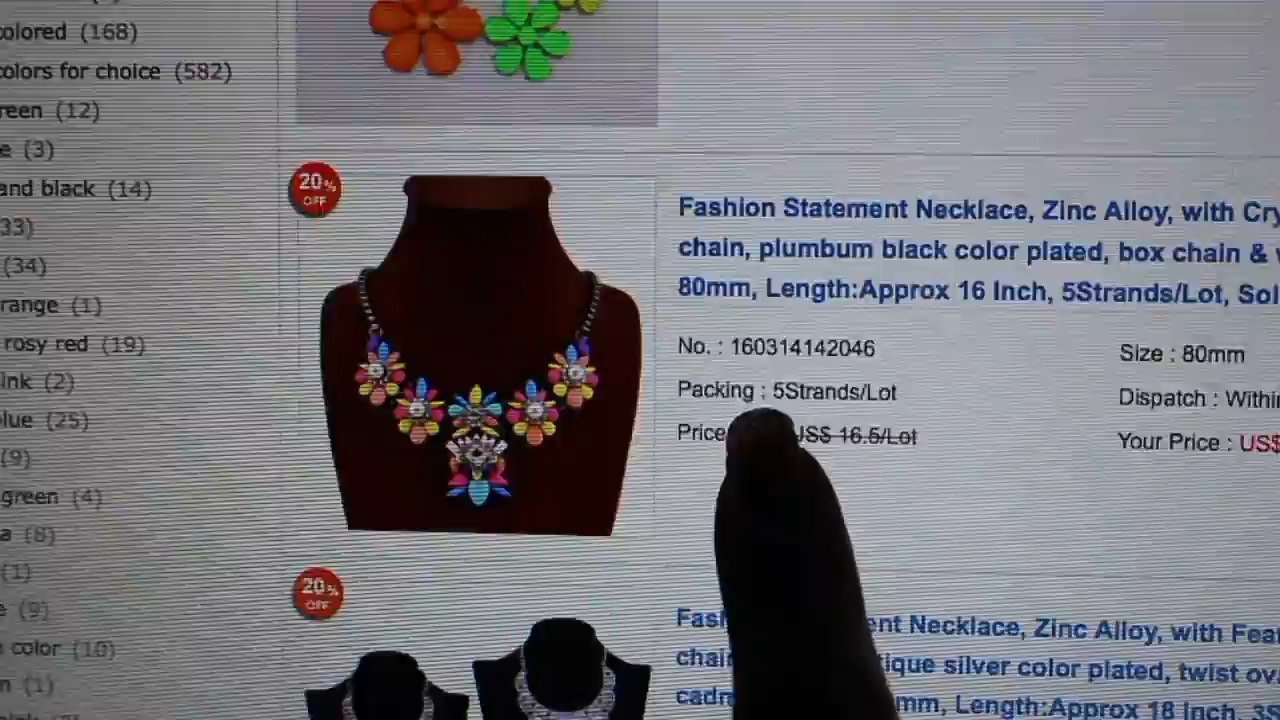 colored (168)
colors for choice (582)
reen (12)
e (3)
and black (14)
33)
(34)
range (1)
rosy red (19)
ink (2)
lue (25)
(9)
green (4)
a (8)
(1)
e (9)
color (10)
n (1)
20% OFF
Fashion Statement Necklace, Zinc Alloy, with Cry
chain, plumbum black color plated, box chain &
80mm, Length:Approx 16 Inch, 5Strands/Lot, Sol
No. : 160314142046
Size : 80mm
Packing : 5Strands/Lot
Dispatch : Within
Price US$ 16.5/Lot
Your Price : US$
20% OFF
Fas ent Necklace, Zinc Alloy, with Fea
chai ique silver color plated, twist ov
cadm mm, Length:Approx 18 Inch, 3S